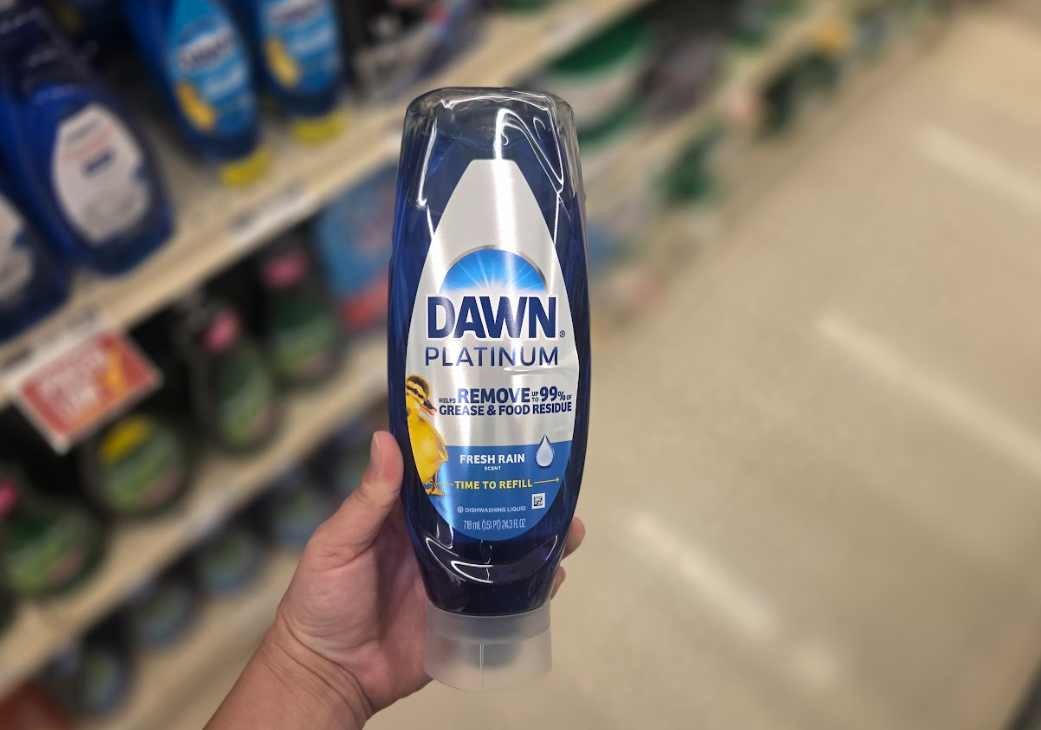 DAWN
DAWN®
PLATINUM
HELPS REMOVE UP TO 99% OF
GREASE & FOOD RESIDUE
FRESH RAIN
SCENT
TIME TO REFILL
DISHWASHING LIQUID
718 mL (1.51 PT) 24.3 FL OZ